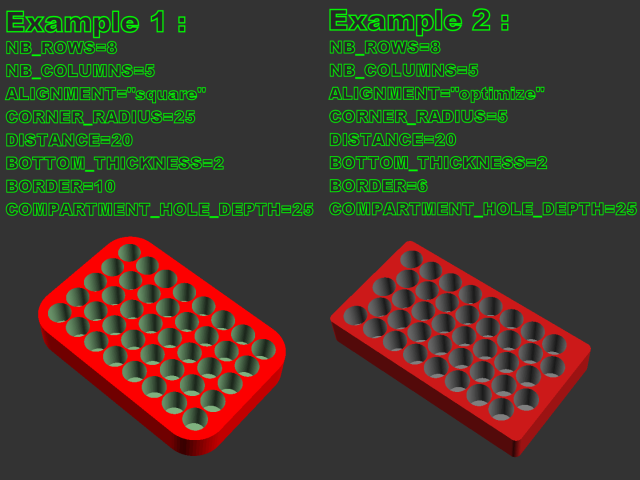 Example 1 :
NB_ROWS=8
NB_COLUMNS=5
ALIGNMENT="square"
CORNER_RADIUS=25
DISTANCE=20
BOTTOM_THICKNESS=2
BORDER=10
COMPARTMENT_HOLE_DEPTH=25
Example 2 :
NB_ROWS=8
NB_COLUMNS=5
ALIGNMENT="optimize"
CORNER_RADIUS=5
DISTANCE=20
BOTTOM_THICKNESS=2
BORDER=6
COMPARTMENT_HOLE_DEPTH=25